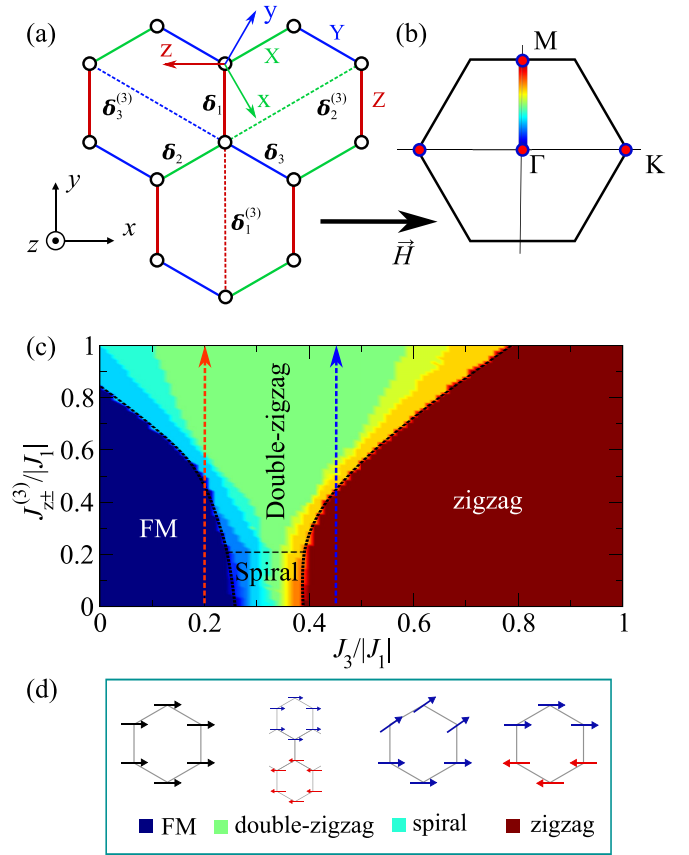 (a)
y
Y
(b)
M
z
X
x
Z
δ₃⁽³⁾
δ₁
δ₂⁽³⁾
δ₂
δ₃
Γ
K
y
z
x
δ₁⁽³⁾
H⃗
(c)
J_{z±}^{(3)}/|J₁|
1
0.8
0.6
0.4
0.2
0
FM
Double-zigzag
Spiral
zigzag
0 0.2 0.4 0.6 0.8 1
J₃/|J₁|
(d)
FM double-zigzag spiral zigzag